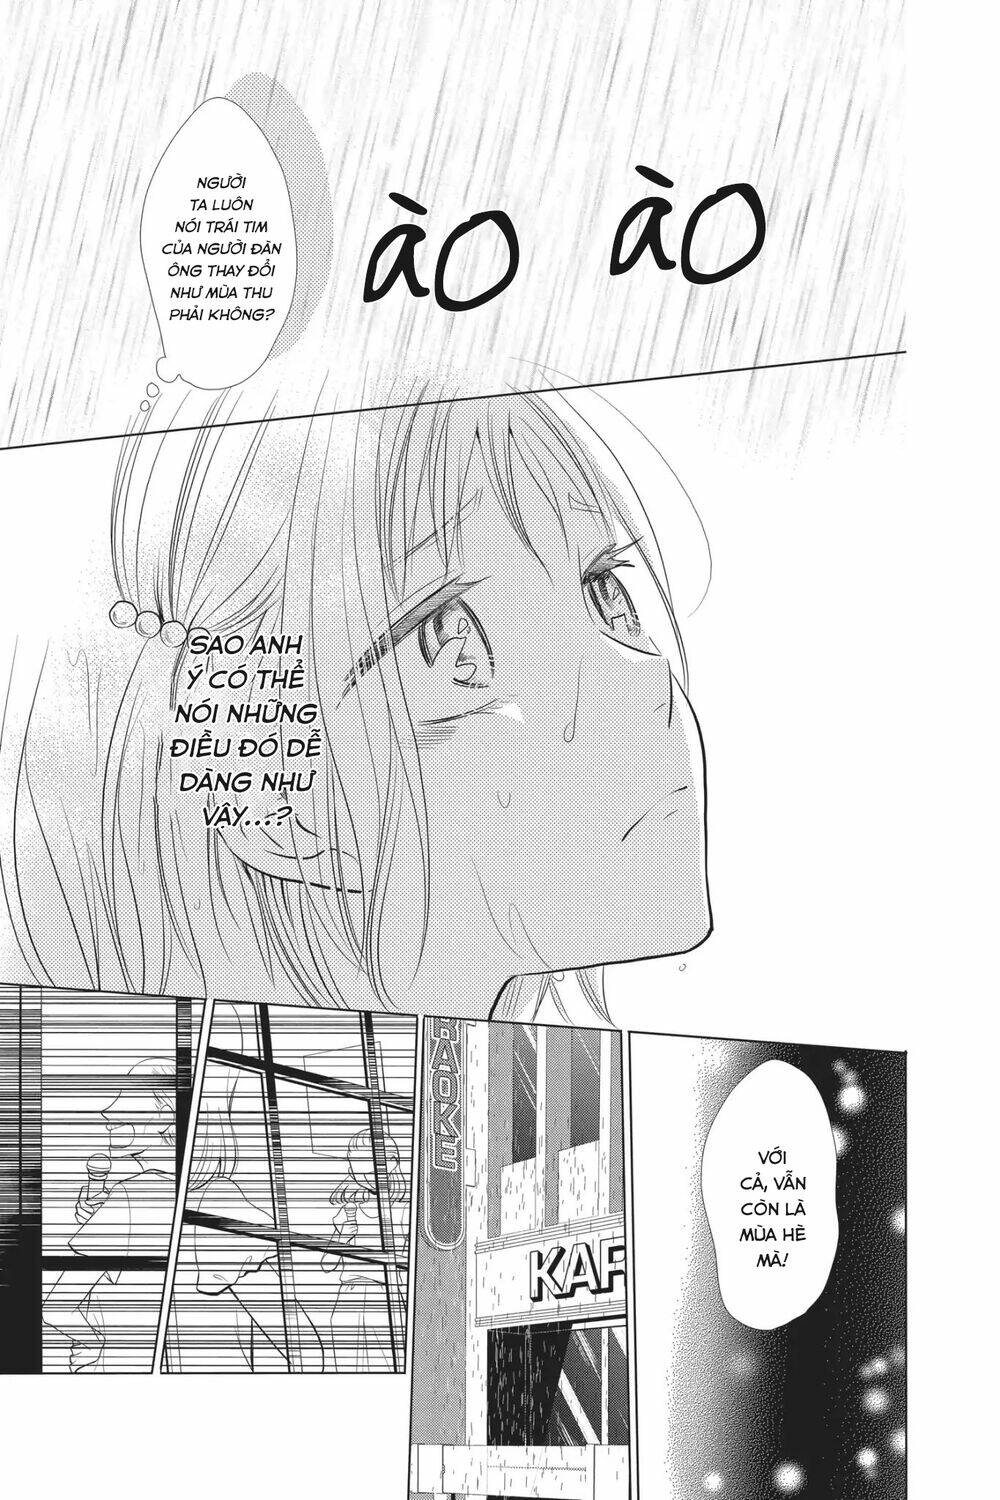 NGƯỜI
TA LUÔN
NÓI TRÁI TIM
CỦA NGƯỜI ĐÀN
ÔNG THAY ĐỔI
NHƯ MÙA THU
PHẢI KHÔNG?
ÀO ÀO
SAO ANH
Ý CÓ THỂ
NÓI NHỮNG
ĐIỀU ĐÓ DỄ
DÀNG NHƯ
VẬY...?
VỚI
CẢ, VẪN
CÒN LÀ
MÙA HÈ
MÀ!
RAOKE
KAR